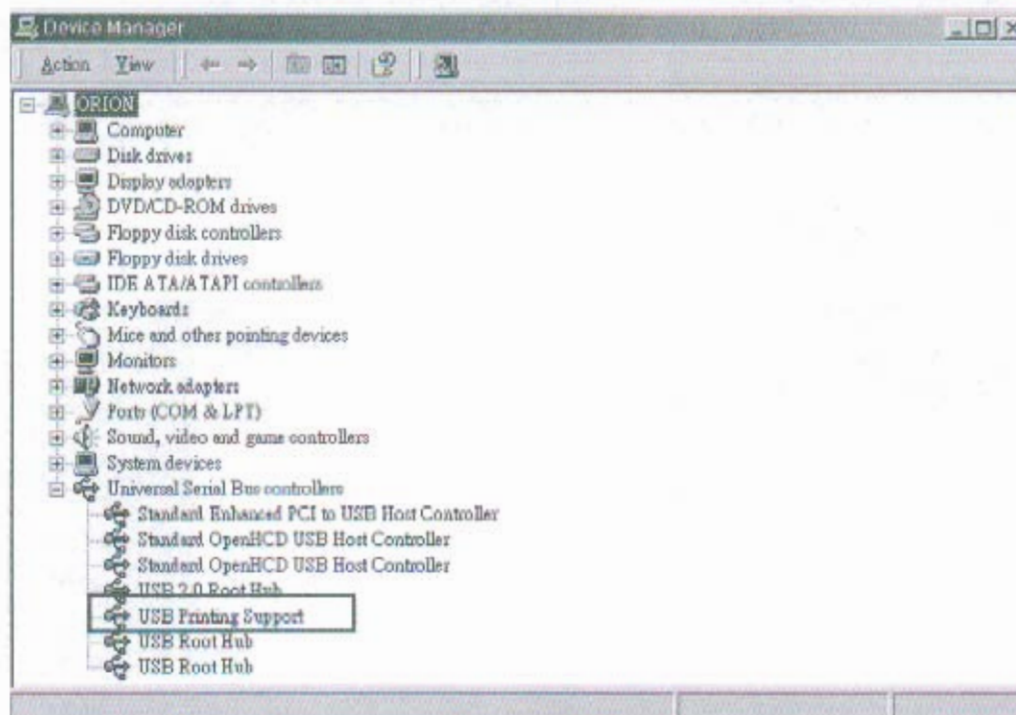 Device Manager
Action View
ORION
Computer
Disk drives
Display adapters
DVD/CD-ROM drives
Floppy disk controllers
Floppy disk drives
IDE ATA/ATAPI controllers
Keyboards
Mice and other pointing devices
Monitors
Network adapters
Ports (COM & LPT)
Sound, video and game controllers
System devices
Universal Serial Bus controllers
Standard Enhanced PCI to USB Host Controller
Standard OpenHCD USB Host Controller
Standard OpenHCD USB Host Controller
USB 2.0 Root Hub
USB Printing Support
USB Root Hub
USB Root Hub